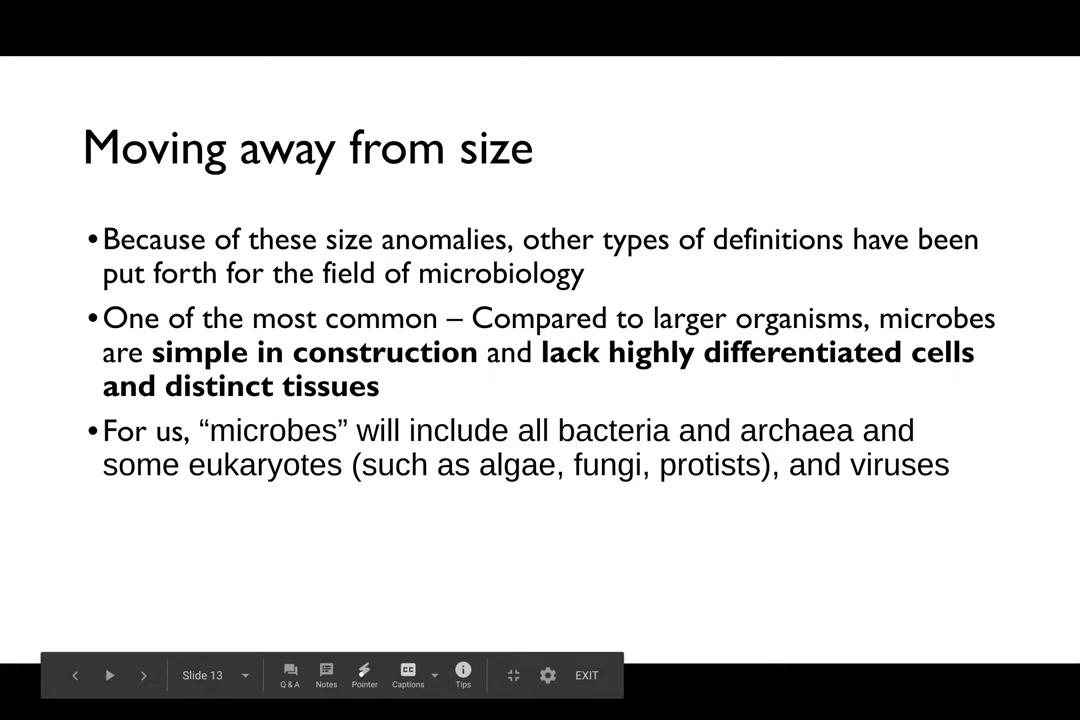 Moving away from size
•Because of these size anomalies, other types of definitions have been
put forth for the field of microbiology
•One of the most common – Compared to larger organisms, microbes
are simple in construction and lack highly differentiated cells
and distinct tissues
•For us, “microbes” will include all bacteria and archaea and
some eukaryotes (such as algae, fungi, protists), and viruses
Slide 13
Q & A
Notes
Pointer
CC
Captions
Tips
EXIT